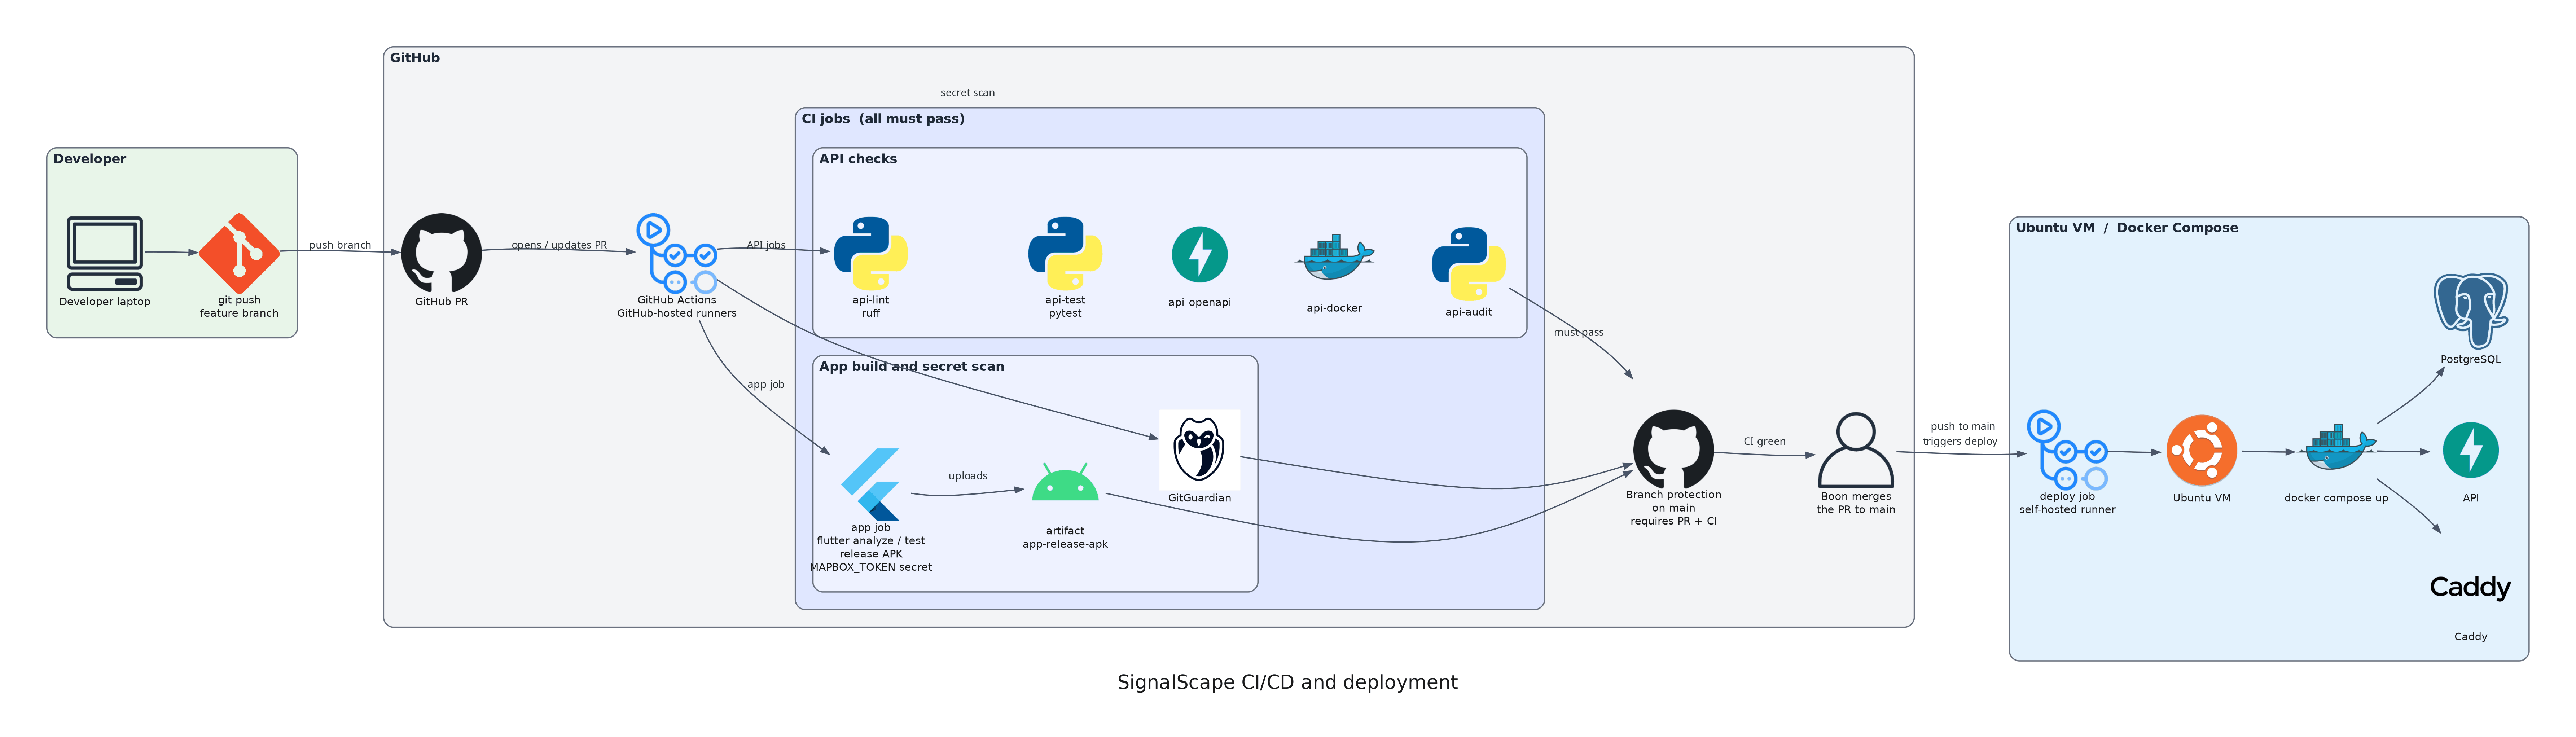 GitHub
secret scan
CI jobs  (all must pass)
API checks
Developer
Developer laptop
git push
feature branch
push branch
GitHub PR
opens / updates PR
GitHub Actions
GitHub-hosted runners
API jobs
api-lint
ruff
api-test
pytest
api-openapi
api-docker
api-audit
must pass
App build and secret scan
app job
app job
flutter analyze / test
release APK
MAPBOX_TOKEN secret
uploads
artifact
app-release-apk
GitGuardian
Branch protection
on main
requires PR + CI
CI green
Boon merges
the PR to main
push to main
triggers deploy
Ubuntu VM  /  Docker Compose
deploy job
self-hosted runner
Ubuntu VM
docker compose up
PostgreSQL
API
Caddy
Caddy
SignalScape CI/CD and deployment